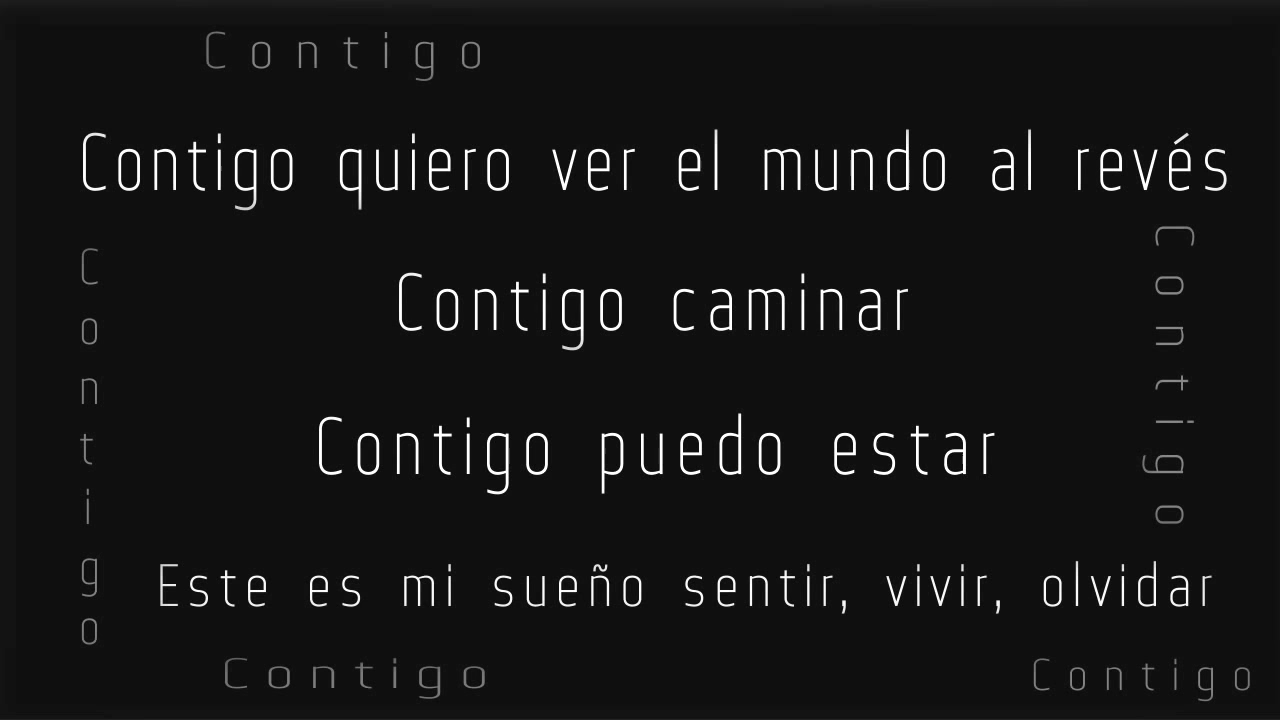 Contigo
Contigo quiero ver el mundo al revés
Contigo
Contigo
Contigo caminar
Contigo puedo estar
Este es mi sueño sentir, vivir, olvidar
Contigo
Contigo